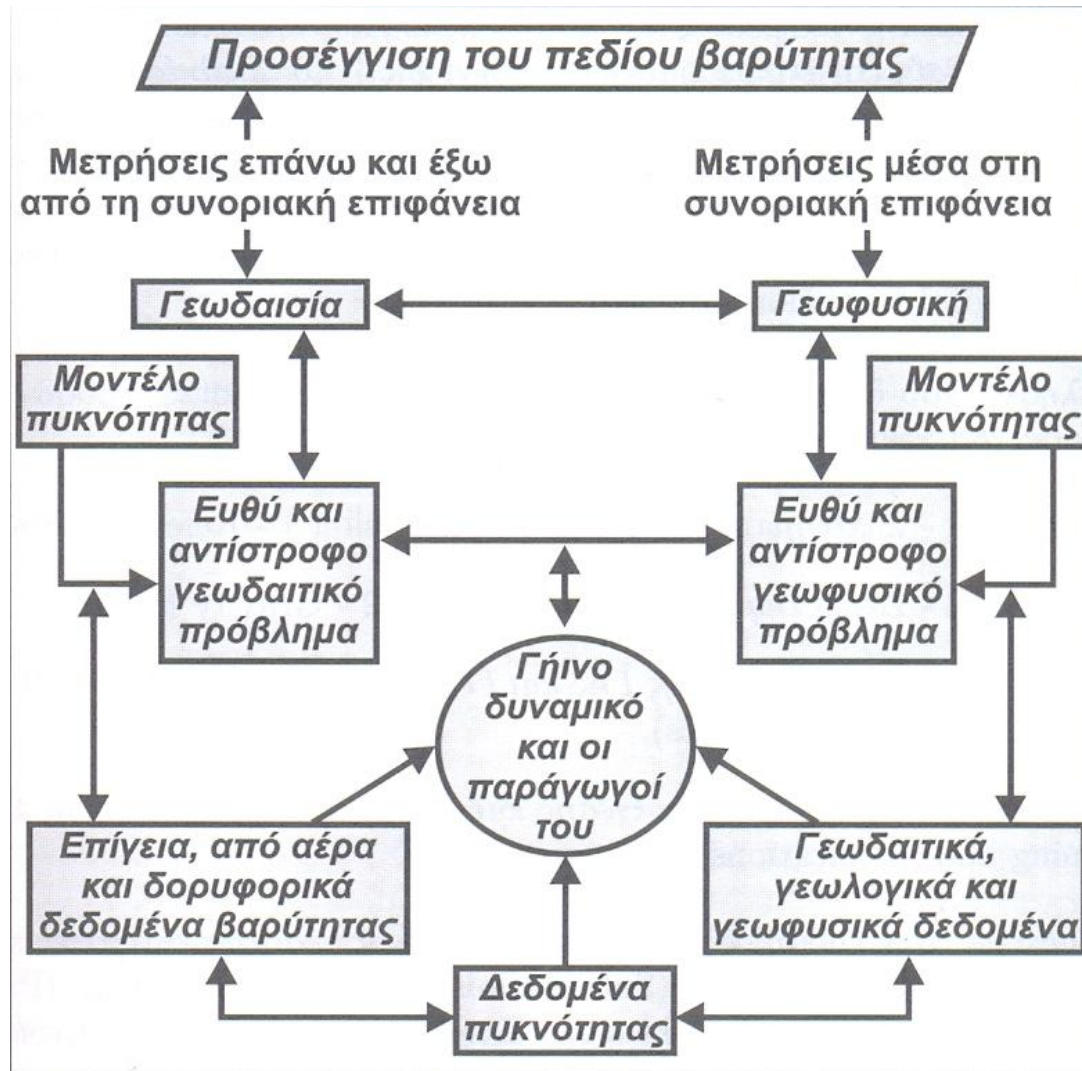 Προσέγγιση του πεδίου βαρύτητας
Μετρήσεις επάνω και έξω
από τη συνοριακή επιφάνεια
Μετρήσεις μέσα στη
συνοριακή επιφάνεια
Γεωδαισία
Γεωφυσική
Μοντέλο
πυκνότητας
Μοντέλο
πυκνότητας
Ευθύ και
αντίστροφο
γεωδαιτικό
πρόβλημα
Ευθύ και
αντίστροφο
γεωφυσικό
πρόβλημα
Γήινο
δυναμικό
και οι
παράγωγοί
του
Επίγεια, από αέρα
και δορυφορικά
δεδομένα βαρύτητας
Γεωδαιτικά,
γεωλογικά και
γεωφυσικά δεδομένα
Δεδομένα
πυκνότητας